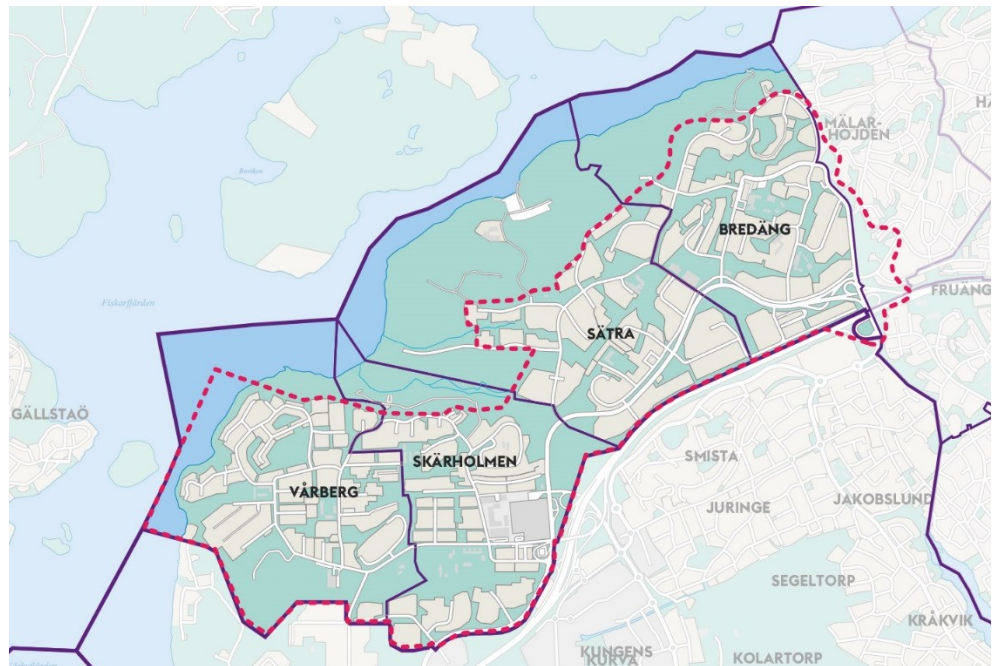 MÄLAR-
HÖJDEN
BREDÄNG
FRUÄNG
Fiskarfjärden
SÄTRA
GÄLLSTAÖ
SKÄRHOLMEN
VÅRBERG
SMISTA
JURINGE
JAKOBSLUND
SEGELTORP
KRÅKVIK
KUNGENS
KURVA
KOLARTORP